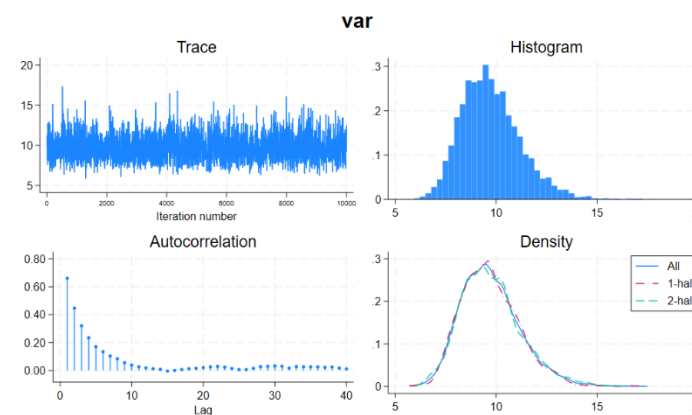 var
Trace
20
15
10
5
0 2000 4000 6000 8000 10000
Iteration number
Histogram
.3
.2
.1
0
5 10 15
Autocorrelation
0.80
0.60
0.40
0.20
0.00
0 10 20 30 40
Lag
Density
.3
.2
.1
0
5 10 15
All
1-hal
2-hal